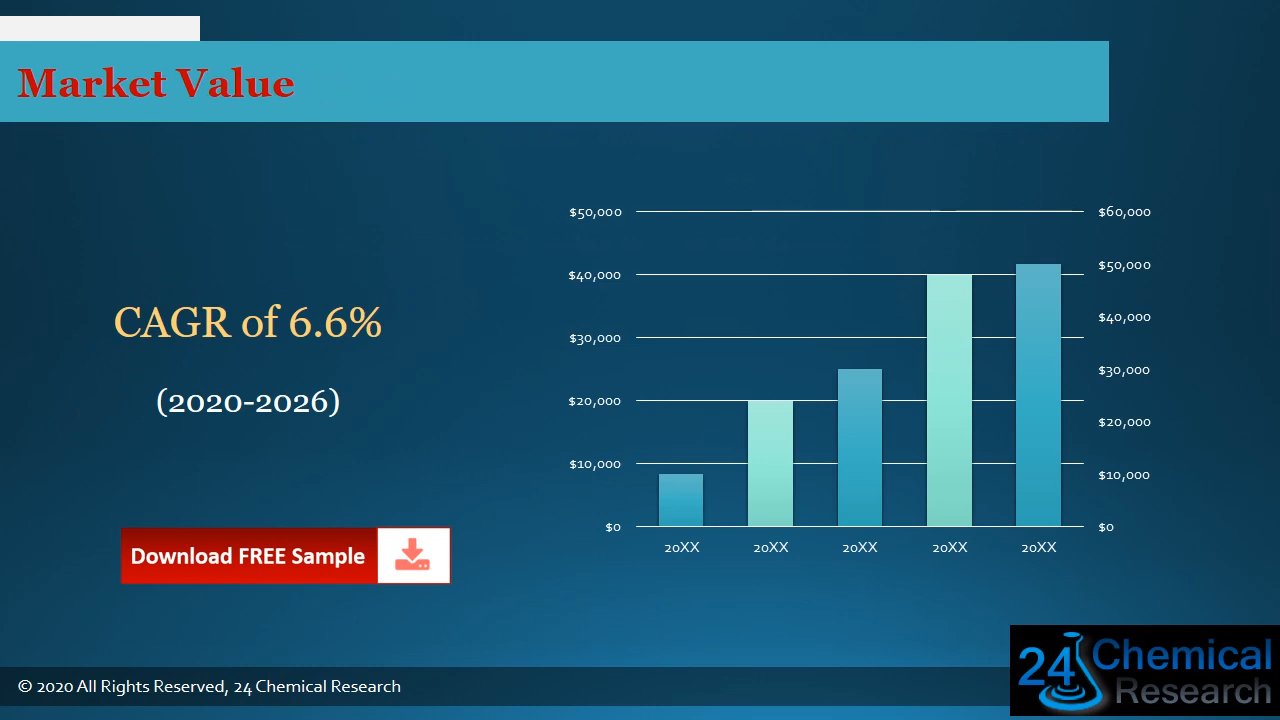 Market Value
CAGR of 6.6%
(2020-2026)
Download FREE Sample
$50,000
$40,000
$30,000
$20,000
$10,000
$0
$60,000
$50,000
$40,000
$30,000
$20,000
$10,000
$0
20XX 20XX 20XX 20XX 20XX
© 2020 All Rights Reserved, 24 Chemical Research
24 Chemical
Research